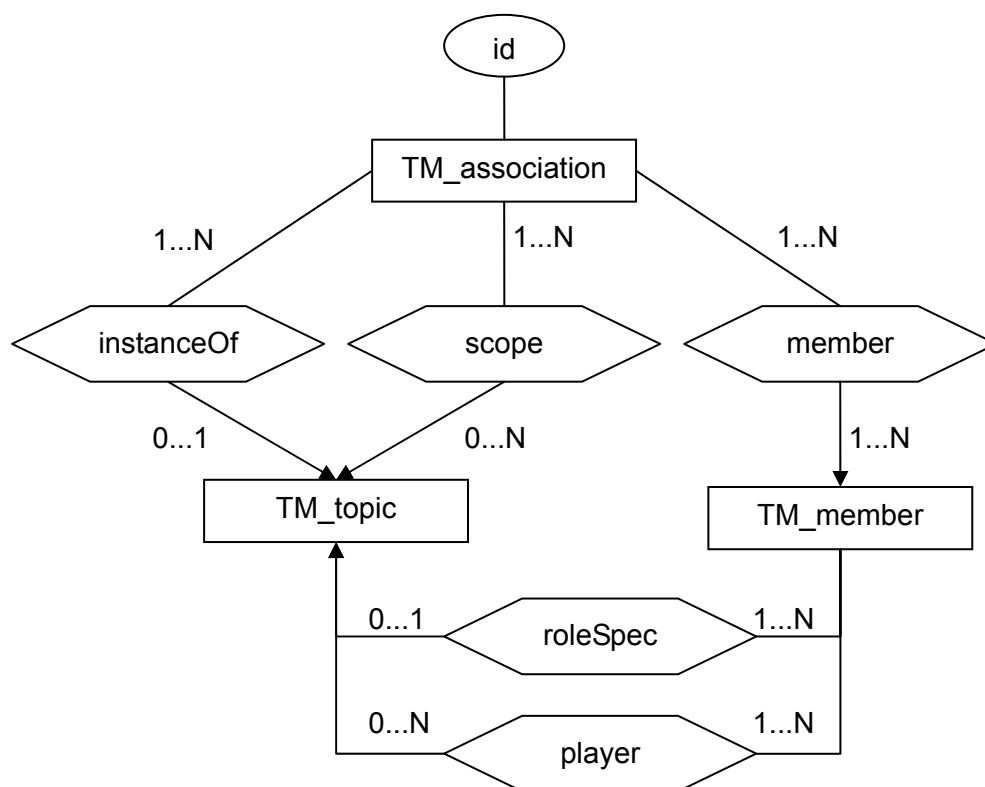 id
TM_association
1...N
1...N
1...N
instanceOf
scope
member
0...1
0...N
1...N
TM_topic
TM_member
0...1
roleSpec
1...N
0...N
player
1...N